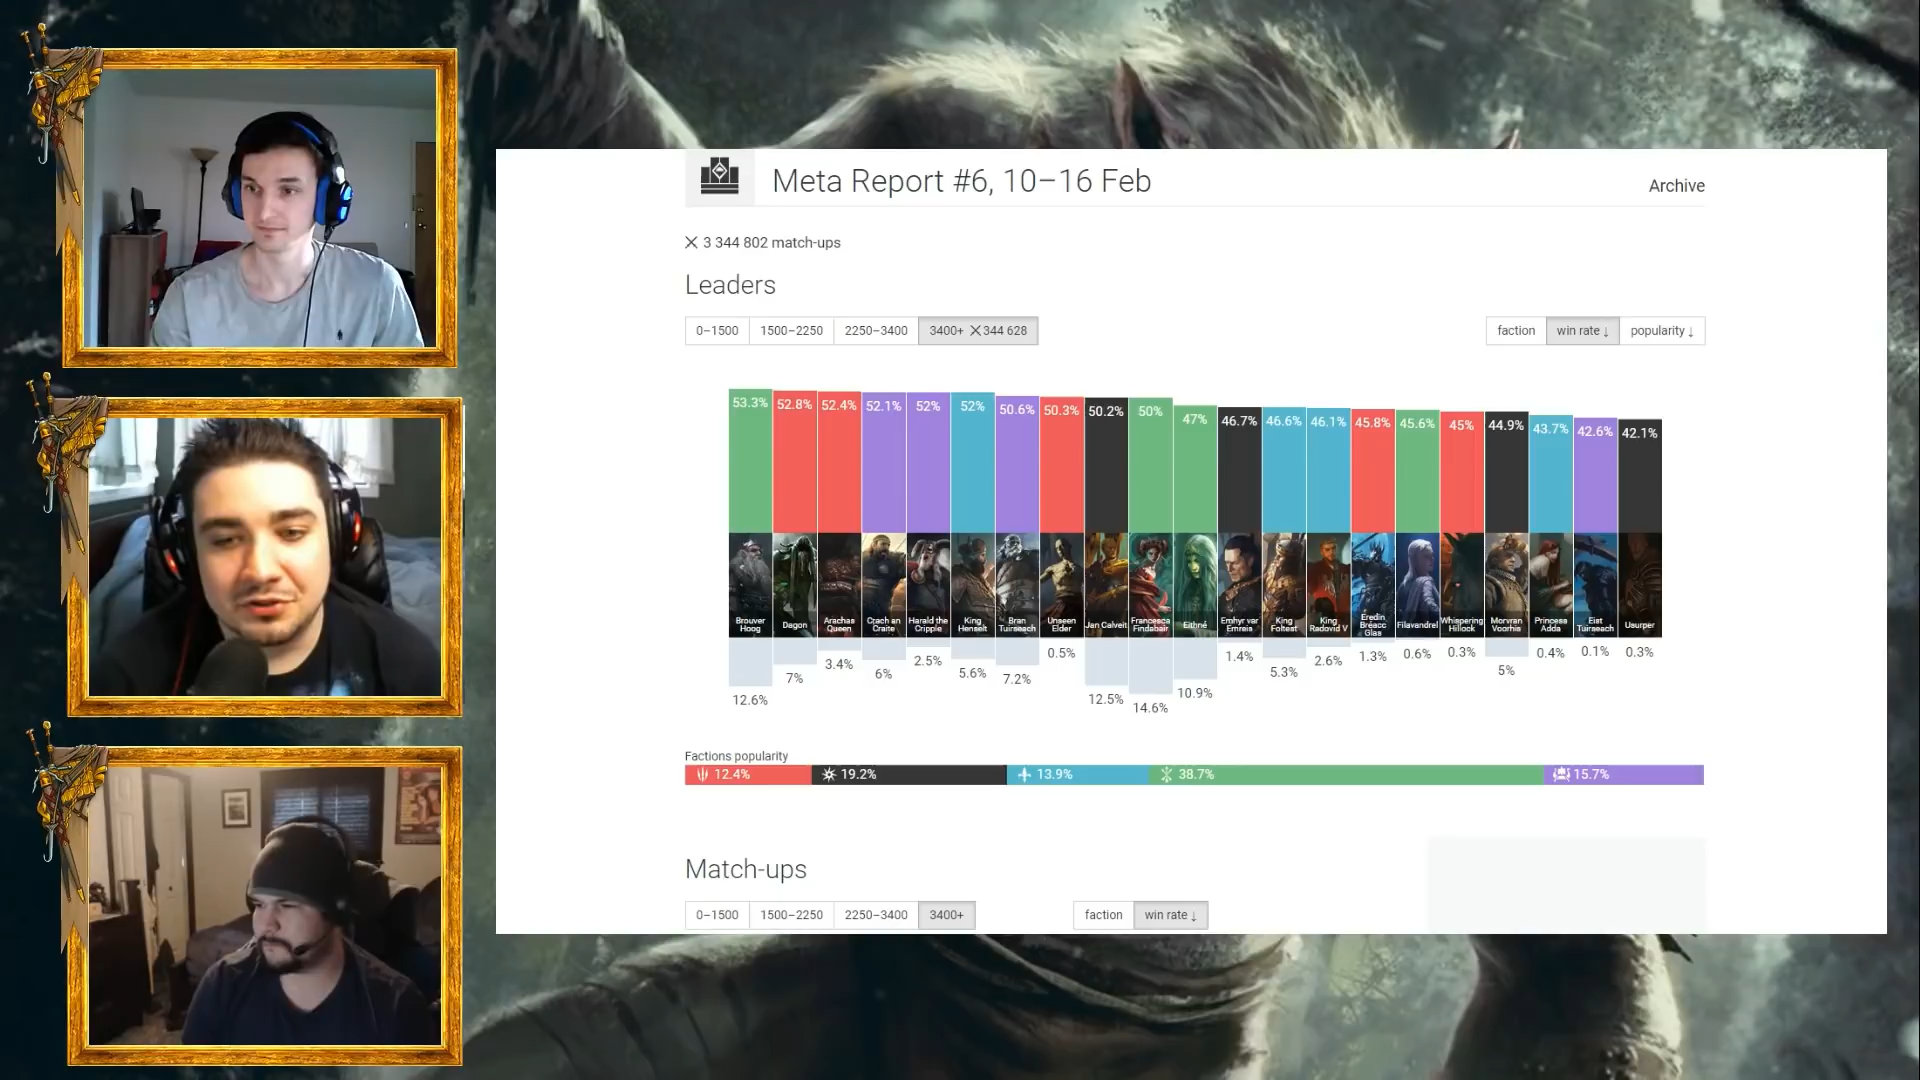 Meta Report #6, 10–16 Feb
Archive
3 344 802 match-ups
Leaders
0–1500 1500–2250 2250–3400 3400+ 344 628
faction win rate ↓ popularity ↓
53.3% 52.8% 52.4% 52.1% 52% 52% 50.6% 50.3% 50.2% 50% 47% 46.7% 46.6% 46.1% 45.8% 45.6% 45% 44.9% 43.7% 42.6% 42.1%
Brouver Hoog
Dagon
Arachas Queen
Crach an Craite
Harald the Cripple
King Henselt
Bran Tuirseach
Unseen Elder
Jan Calveit
Francesca Findabair
Eithné
Emhyr var Emreis
King Foltest
King Radovid V
Eredin Bréacc Glas
Filavandrel
Whispering Hillock
Morvran Voorhis
Princess Adda
Eist Tuirseach
Usurper
12.6% 7% 3.4% 6% 2.5% 5.6% 7.2% 0.5% 12.5% 14.6% 10.9% 1.4% 5.3% 2.6% 1.3% 0.6% 0.3% 5% 0.4% 0.1% 0.3%
Factions popularity
12.4% 19.2% 13.9% 38.7% 15.7%
Match-ups
0–1500 1500–2250 2250–3400 3400+
faction win rate ↓